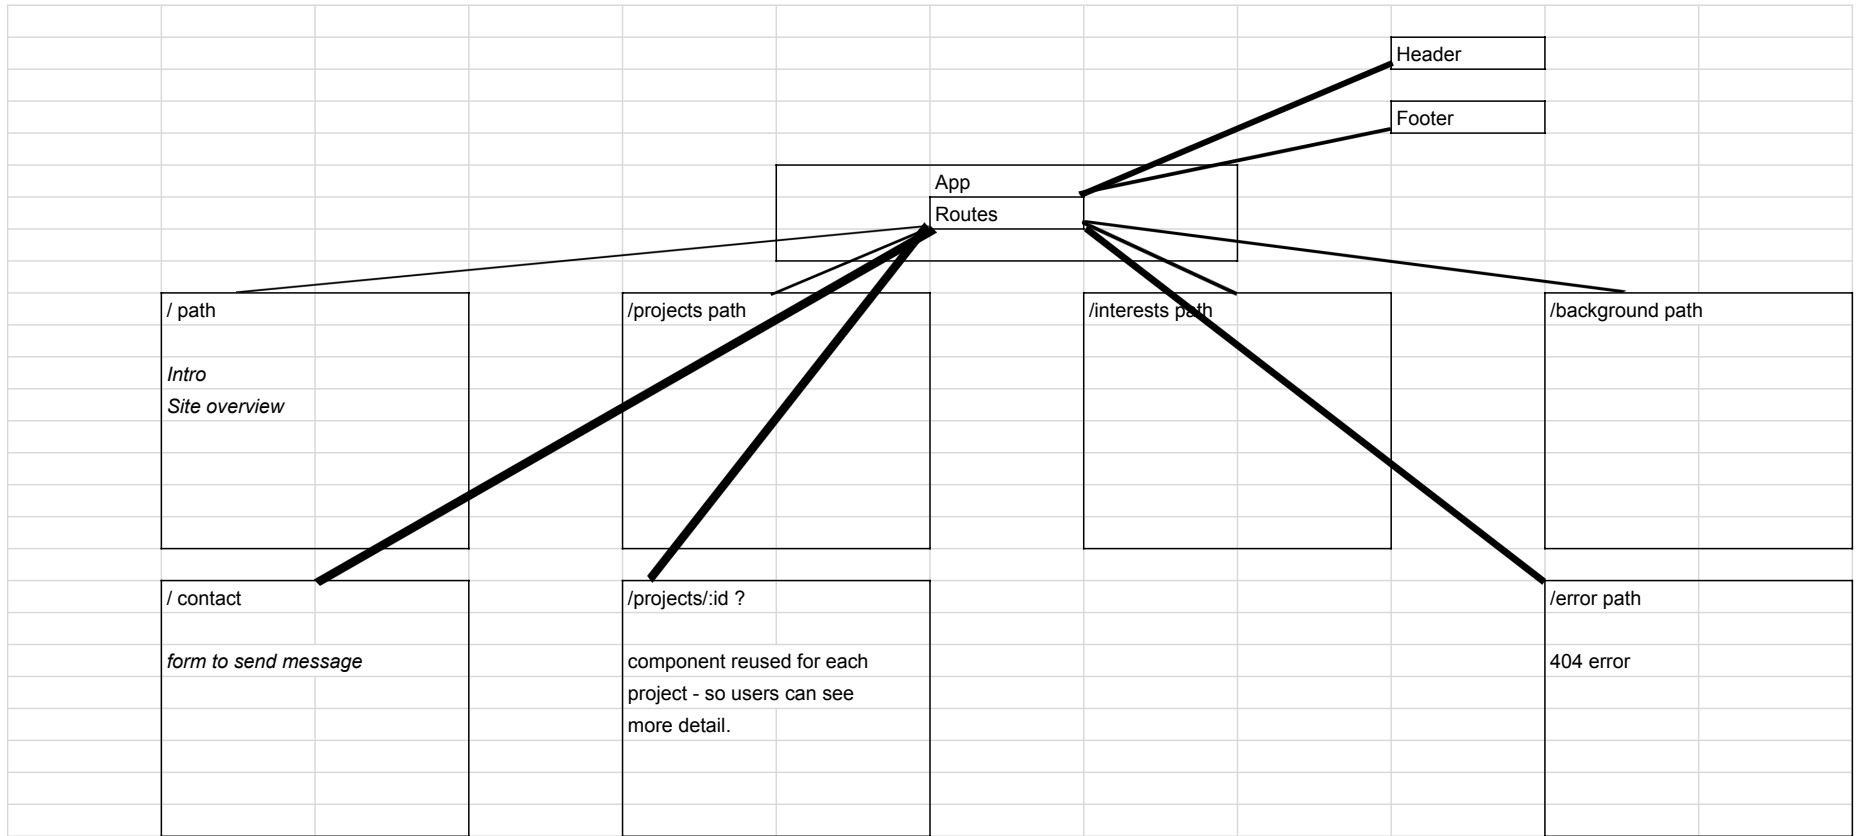 Header
Footer
App
Routes
/ path
Intro
Site overview
/projects path
/interests path
/background path
/ contact
form to send message
/projects/:id ?
component reused for each
project - so users can see
more detail.
/error path
404 error